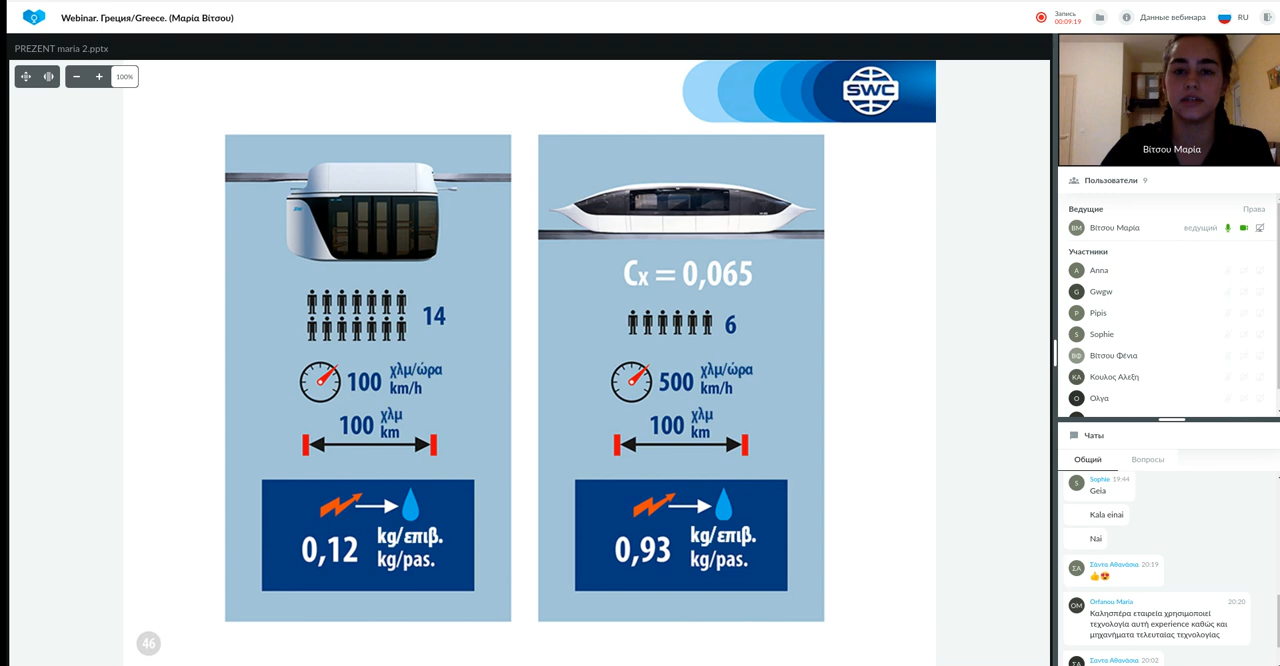 Webinar. Греция/Greece. (Μαρία Βίτσου)
Запись
00:09:19
Данные вебинара
RU
PREZENT maria 2.pptx
100%
SWC
14
100 χλμ/ώρα
km/h
100 χλμ
km
0,12 kg/επιβ.
kg/pas.
Cx = 0,065
6
500 χλμ/ώρα
km/h
100 χλμ
km
0,93 kg/επιβ.
kg/pas.
46
Βίτσου Μαρία
Пользователи 9
Ведущие Права
ΒΜ Βίτσου Μαρία ведущий
Участники
A Anna
G Gwgw
P Pipis
S Sophie
ΒΦ Βίτσου Φένια
ΚΑ Κουλος Αλεξη
Ο Ολγα
Чаты
Общий Вопросы
S Sophie 19:44
Geia
Kala einai
Nai
ΣΑ Σάντα Αθανάσια 20:19
OM Orfanou Maria 20:20
Καλησπέρα εταιρεία χρησιμοποιεί
τεχνολογία αυτή experience καθώς και
μηχανήματα τελευταίας τεχνολογίας
ΣΑ Σαντα Αθανάσια 20:02